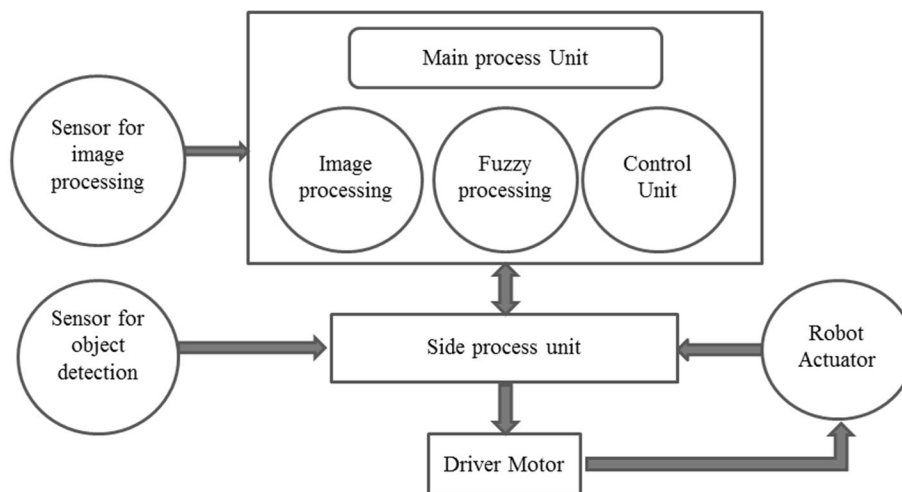 Main process Unit
Sensor for
image
processing
Image
processing
Fuzzy
processing
Control
Unit
Sensor for
object
detection
Side process unit
Robot
Actuator
Driver Motor